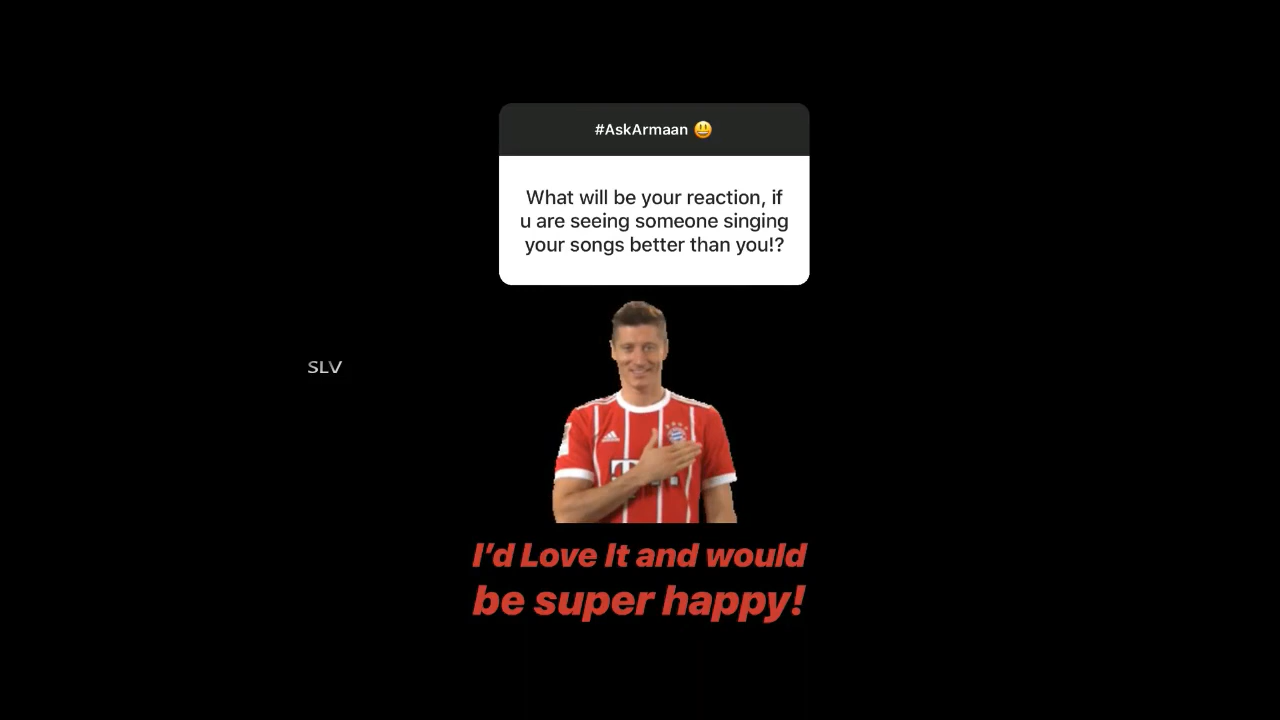 #AskArmaan 😃
What will be your reaction, if
u are seeing someone singing
your songs better than you!?
SLV
I'd Love It and would
be super happy!